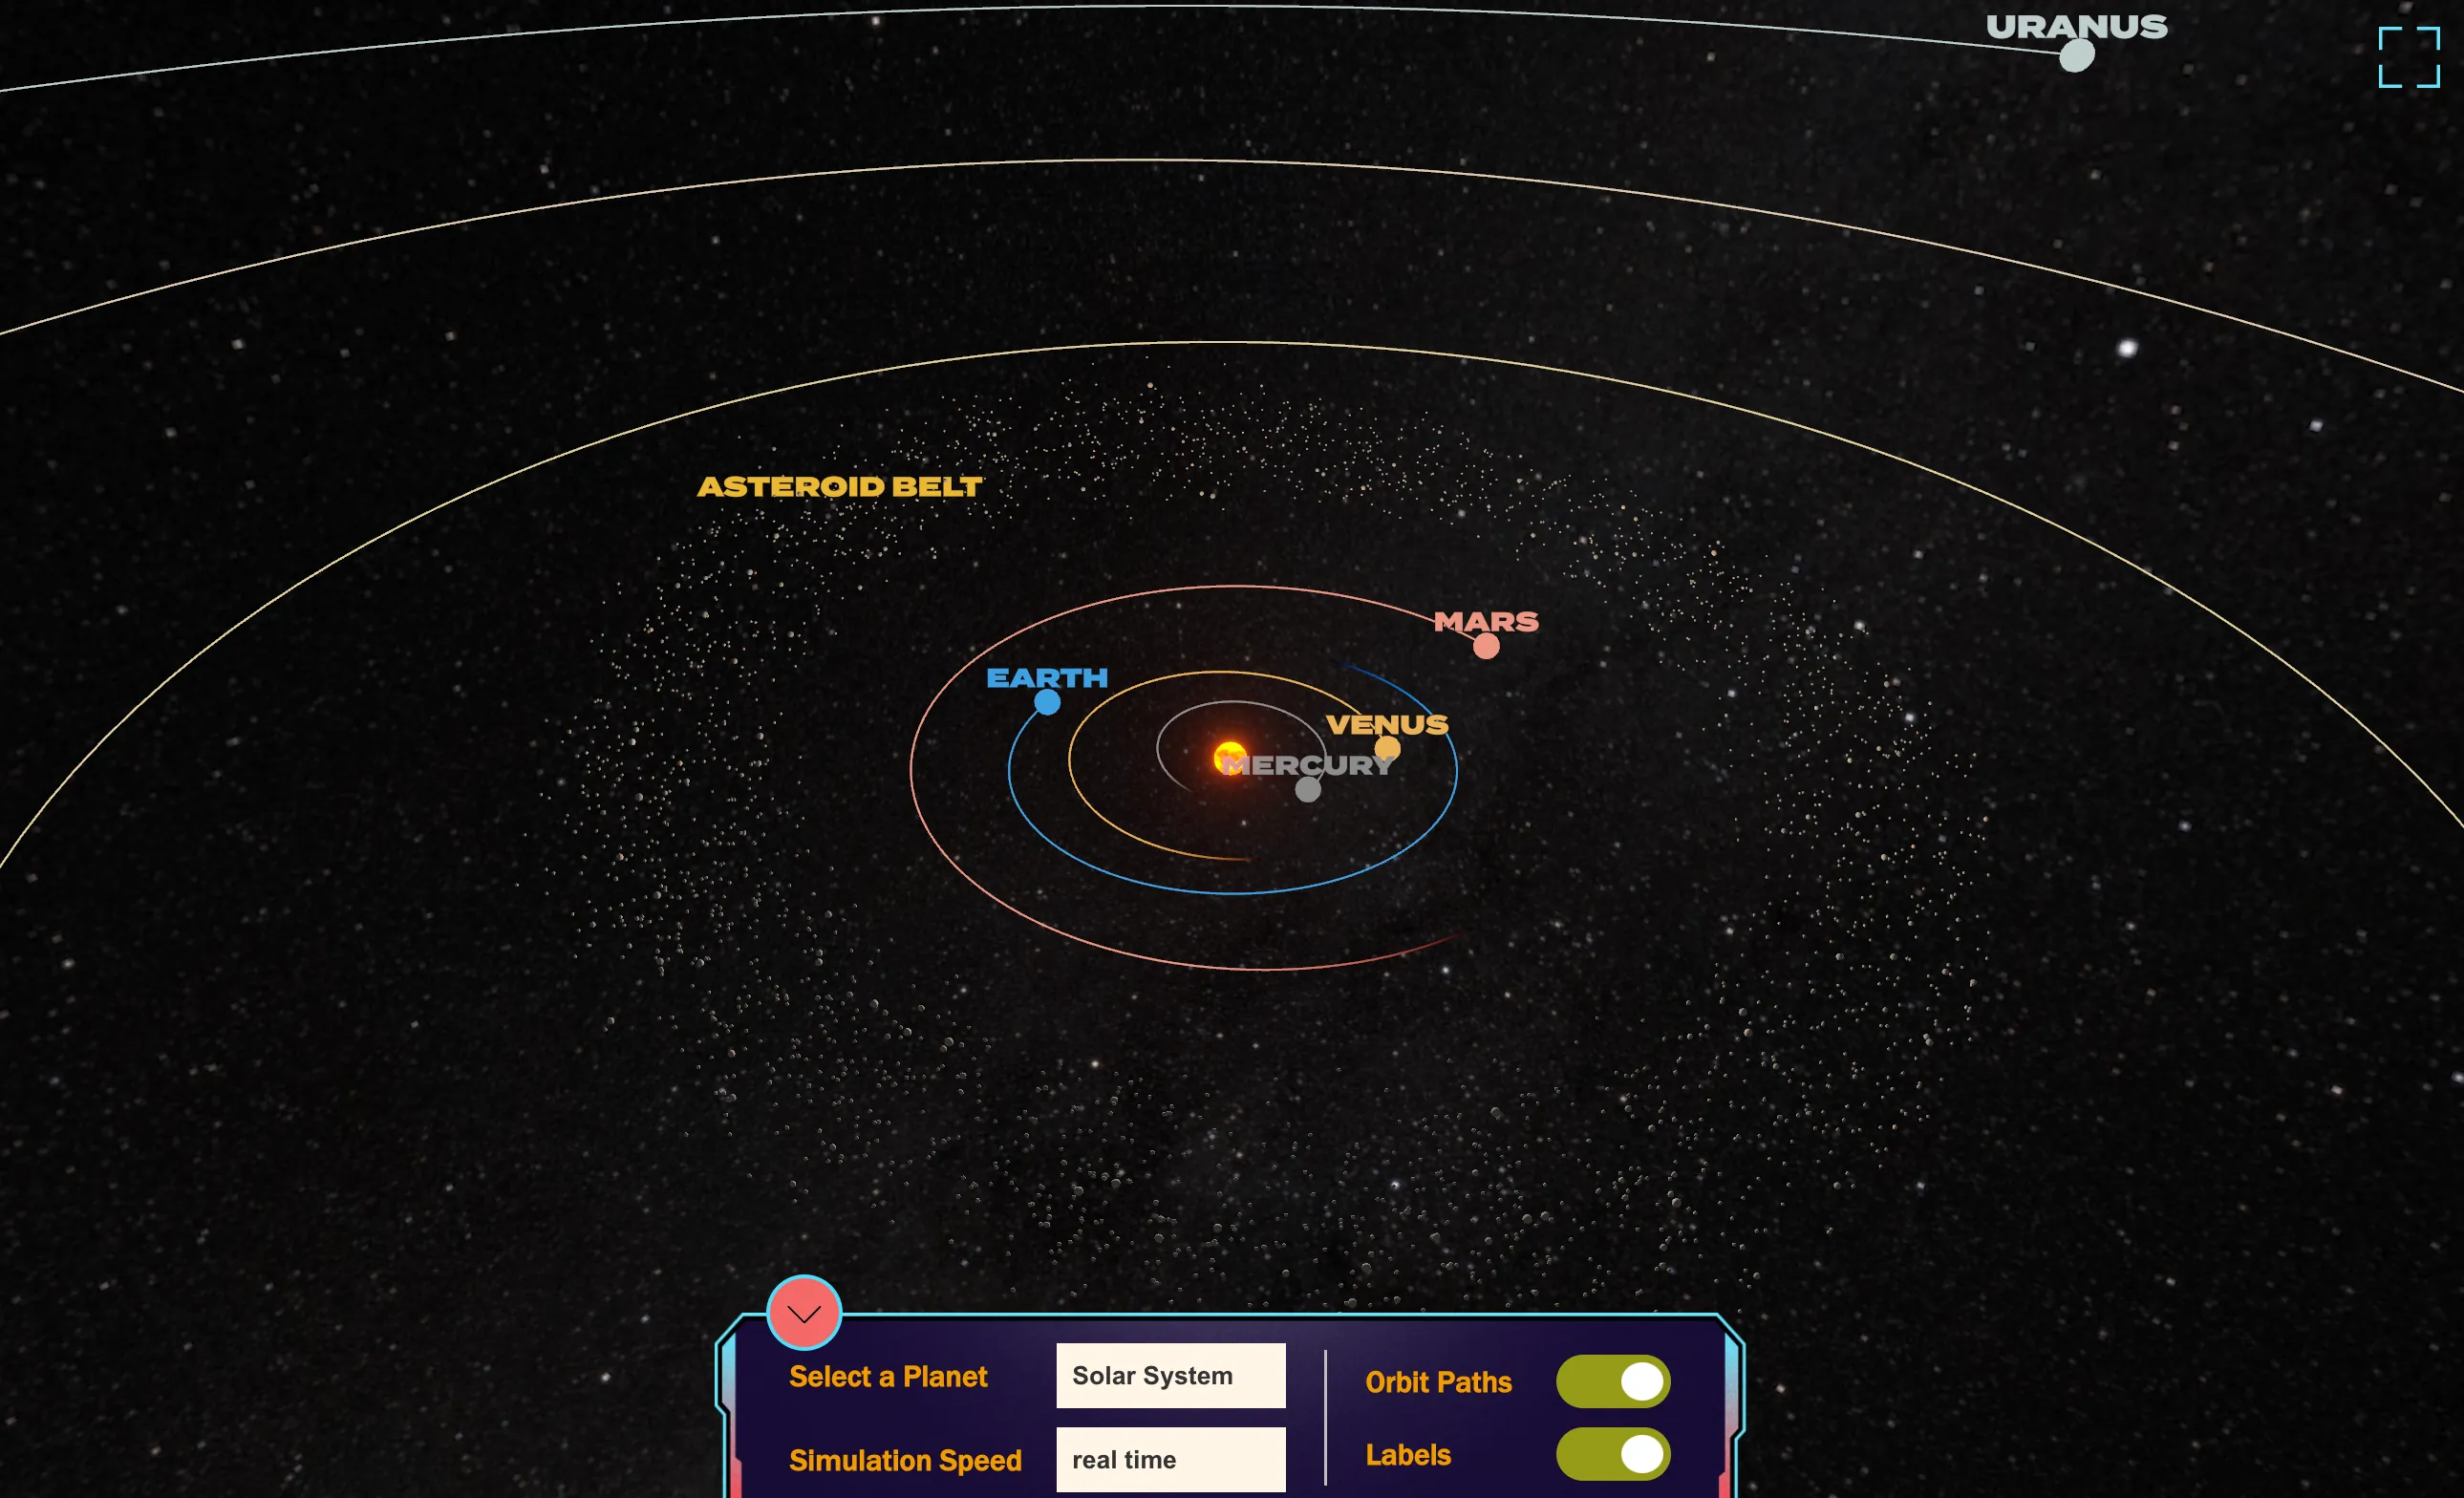 URANUS
ASTEROID BELT
MARS
EARTH
VENUS
MERCURY
Select a Planet
Solar System
Orbit Paths
Simulation Speed
real time
Labels